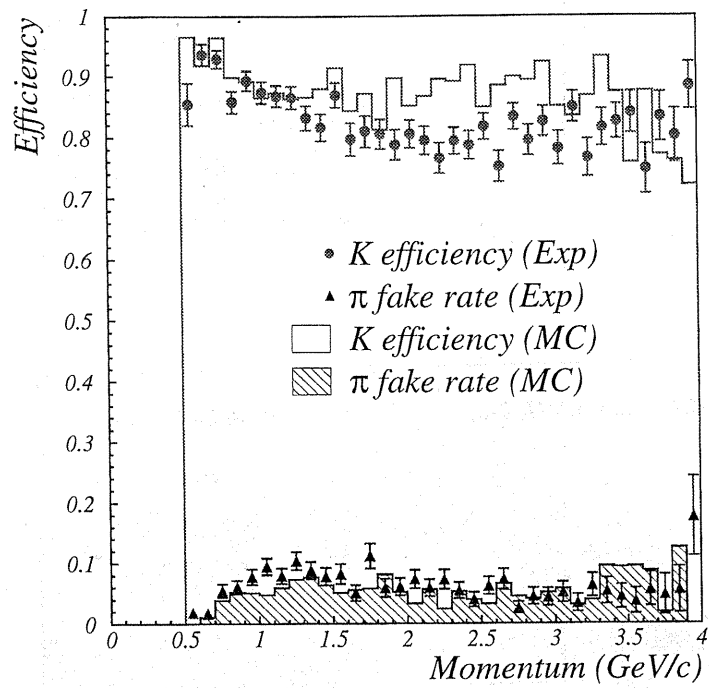 Efficiency
1
0.9
0.8
0.7
0.6
0.5
0.4
0.3
0.2
0.1
0
K efficiency (Exp)
π fake rate (Exp)
K efficiency (MC)
π fake rate (MC)
0 0.5 1 1.5 2 2.5 3 3.5 4
Momentum (GeV/c)